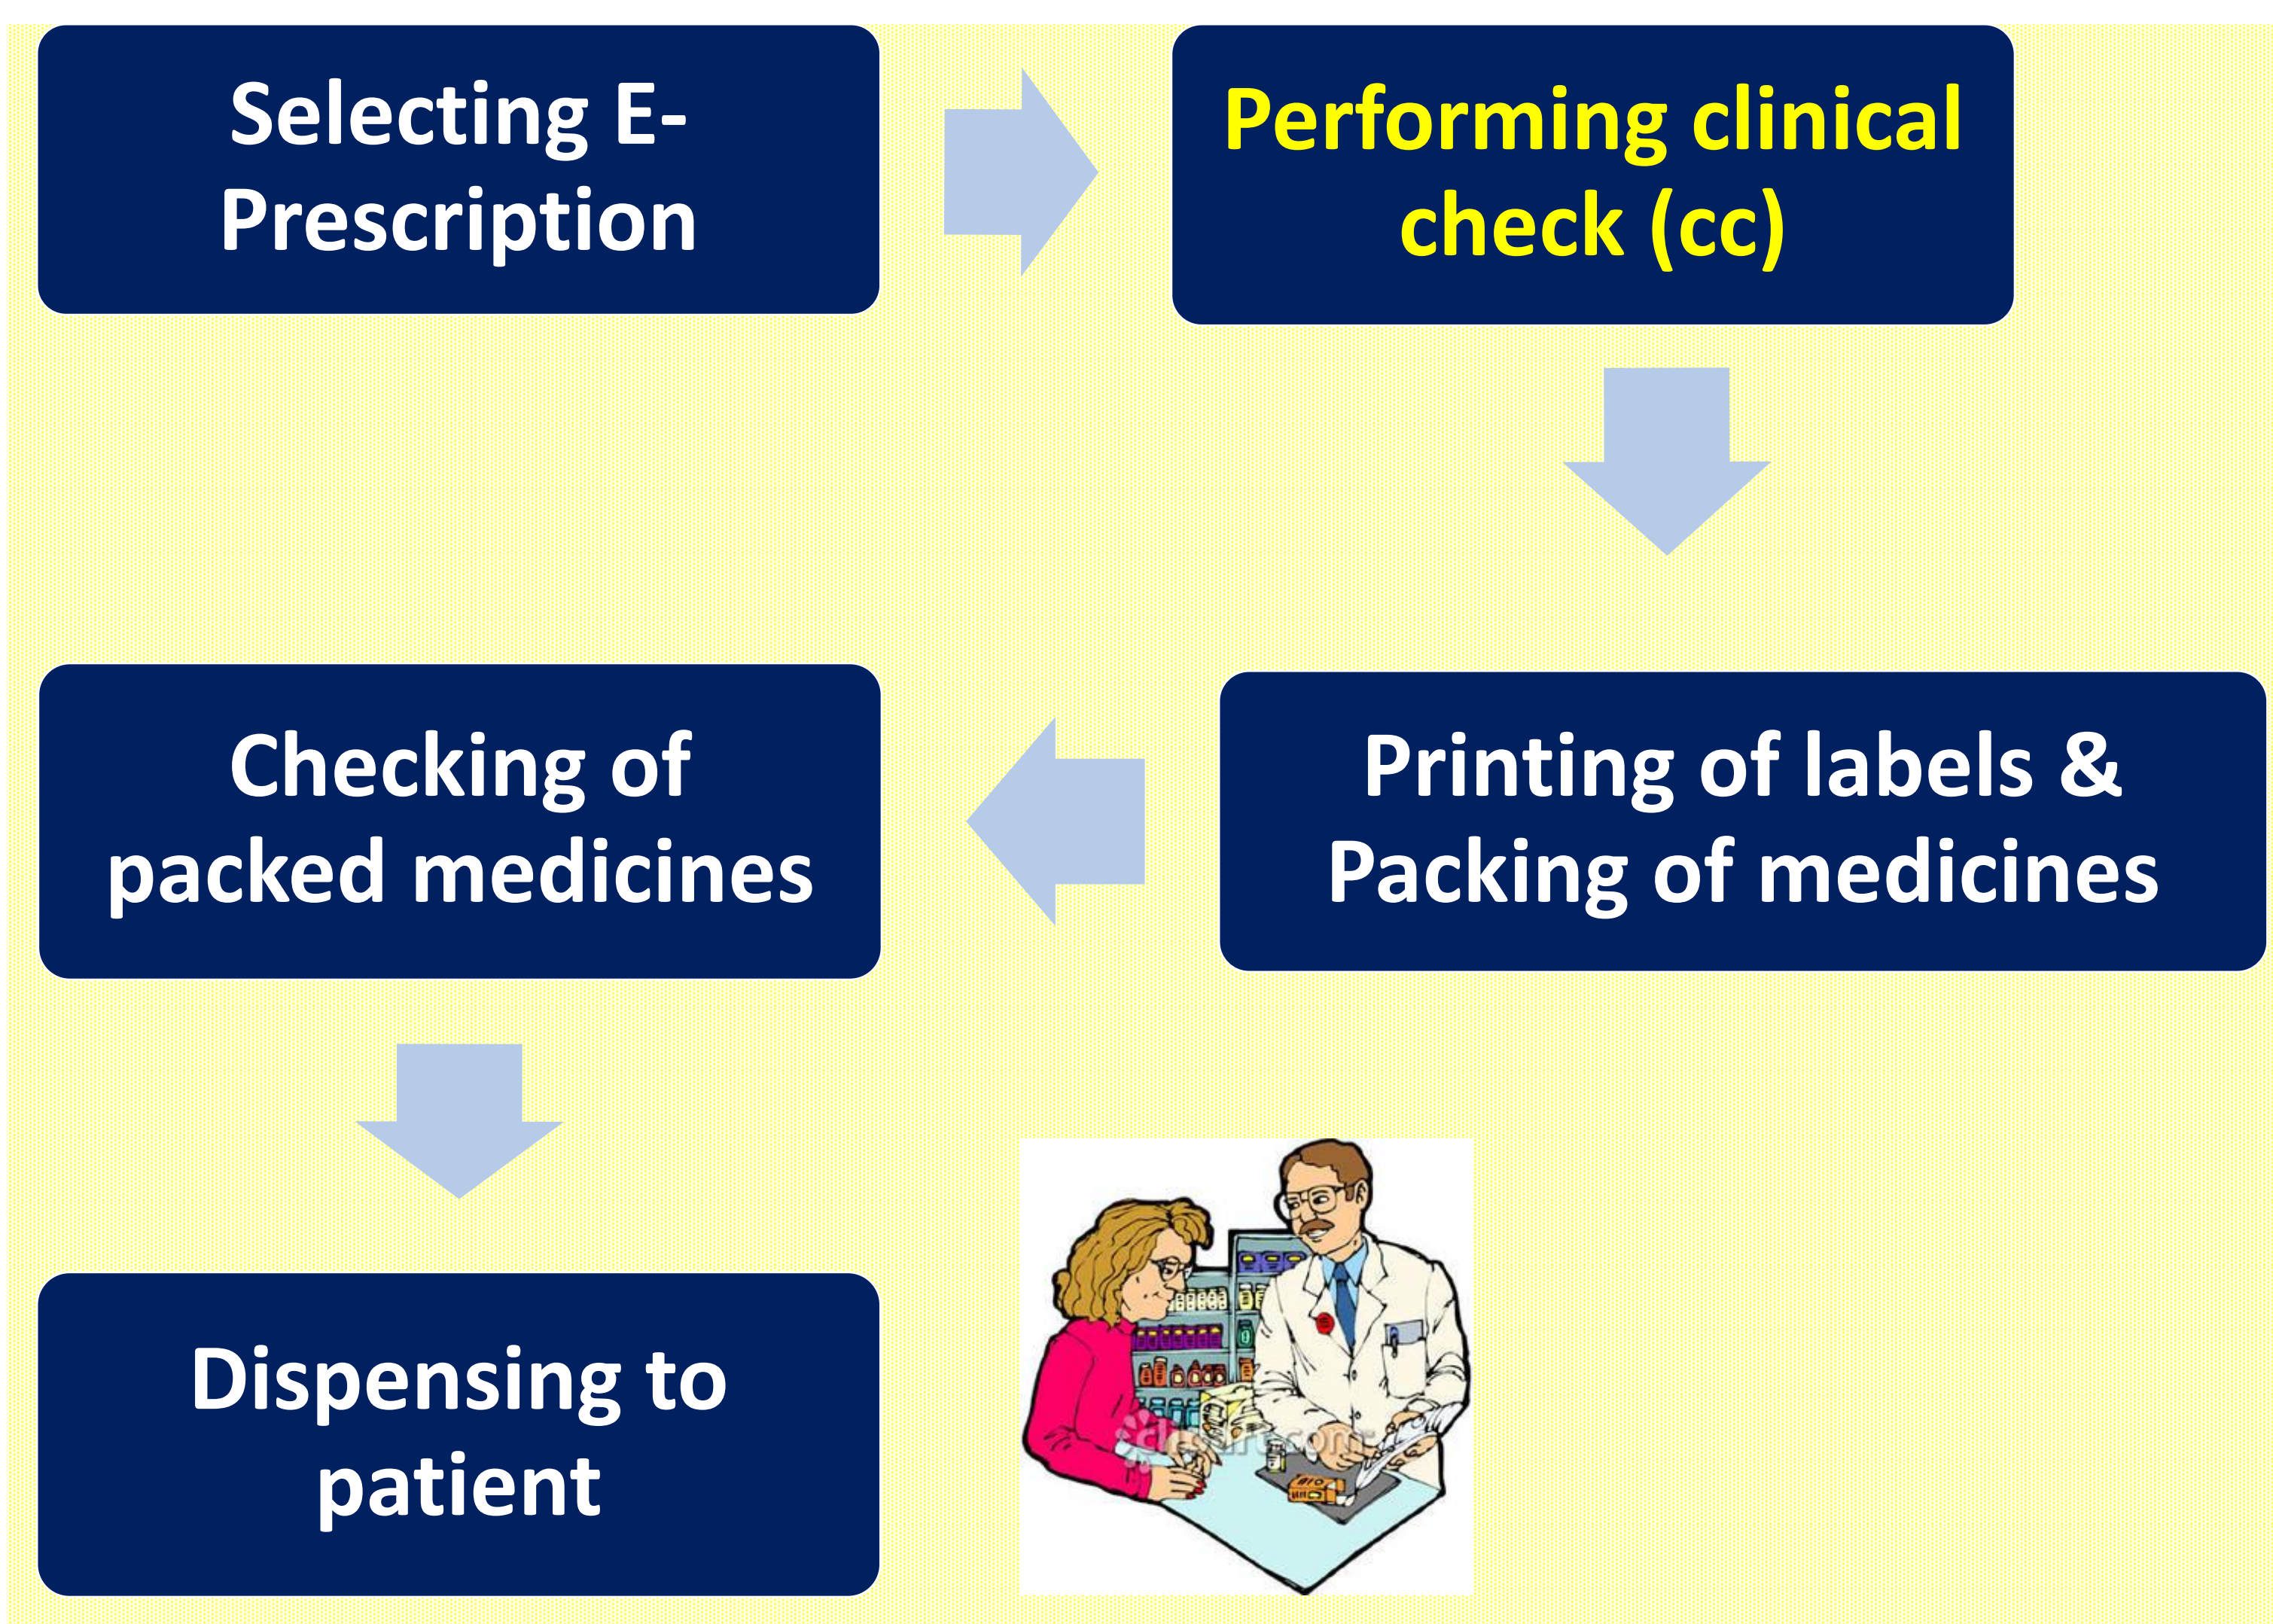 Selecting E-
Prescription
Performing clinical
check (cc)
Printing of labels &
Packing of medicines
Checking of
packed medicines
Dispensing to
patient